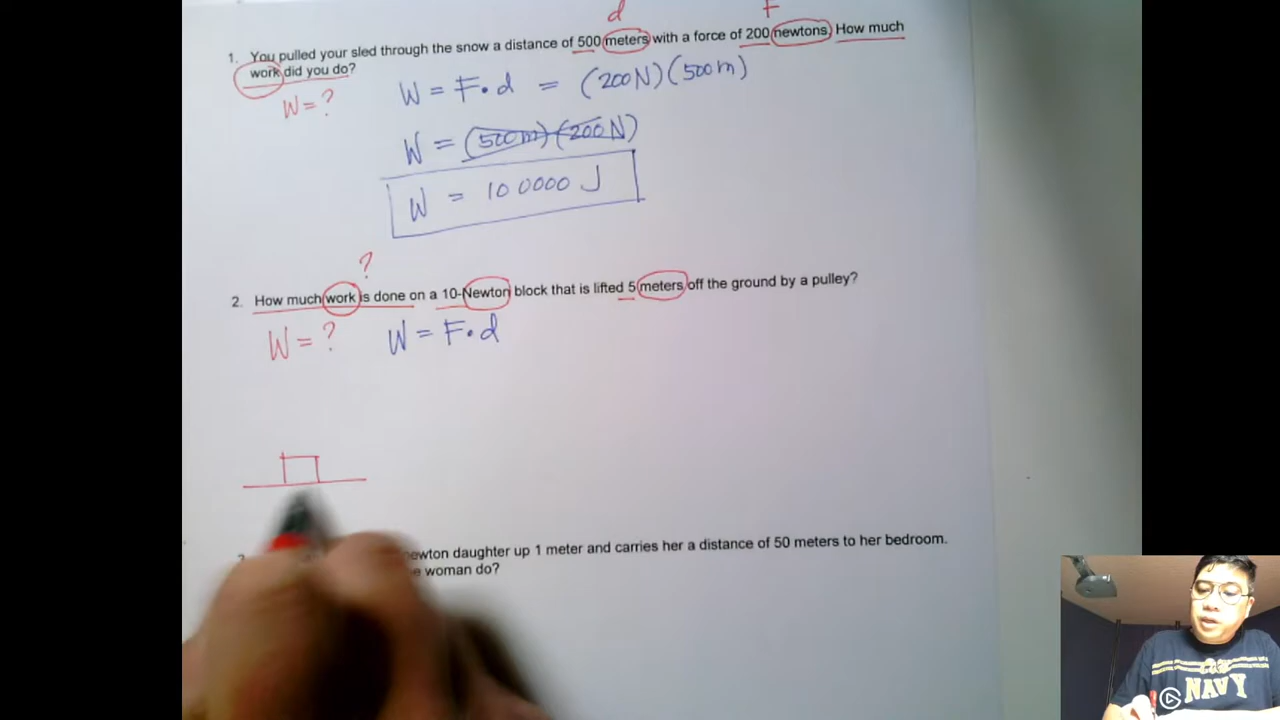 d F
1. You pulled your sled through the snow a distance of 500 meters with a force of 200 newtons. How much
work did you do?
W = ? W = F • d = (200N)(500m)
W = (500m)(200N)
W = 100000 J
?
2. How much work is done on a 10-Newton block that is lifted 5 meters off the ground by a pulley?
W = ? W = F • d
newton daughter up 1 meter and carries her a distance of 50 meters to her bedroom.
woman do?
NAVY